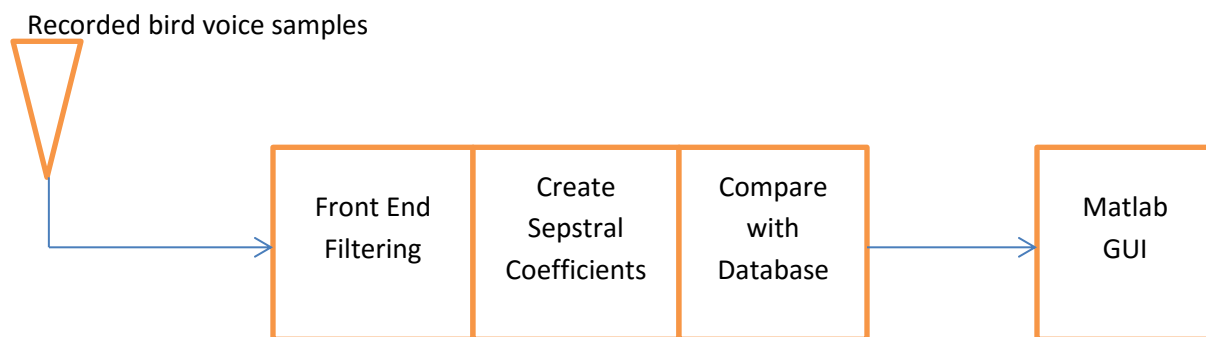 Recorded bird voice samples
Front End
Filtering
Create
Sepstral
Coefficients
Compare
with
Database
Matlab
GUI